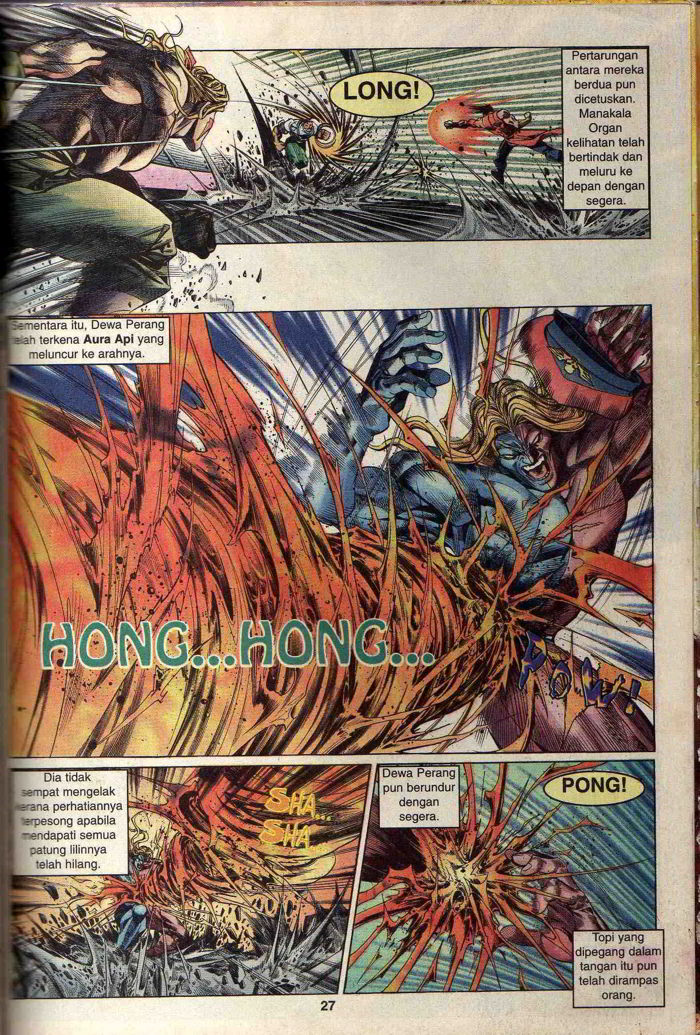 LONG!
Pertarungan
antara mereka
berdua pun
dicetuskan.
Manakala
Organ
kelihatan telah
bertindak dan
meluru ke
depan dengan
segera.
Sementara itu, Dewa Perang
elah terkena Aura Api yang
meluncur ke arahnya.
HONG...HONG...
POW!
Dia tidak
sempat mengelak
kerana perhatiannya
terpesong apabila
mendapati semua
patung lilinnya
telah hilang.
SHA...
SHA...
Dewa Perang
pun berundur
dengan
segera.
PONG!
Topi yang
dipegang dalam
tangan itu pun
telah dirampas
orang.
27